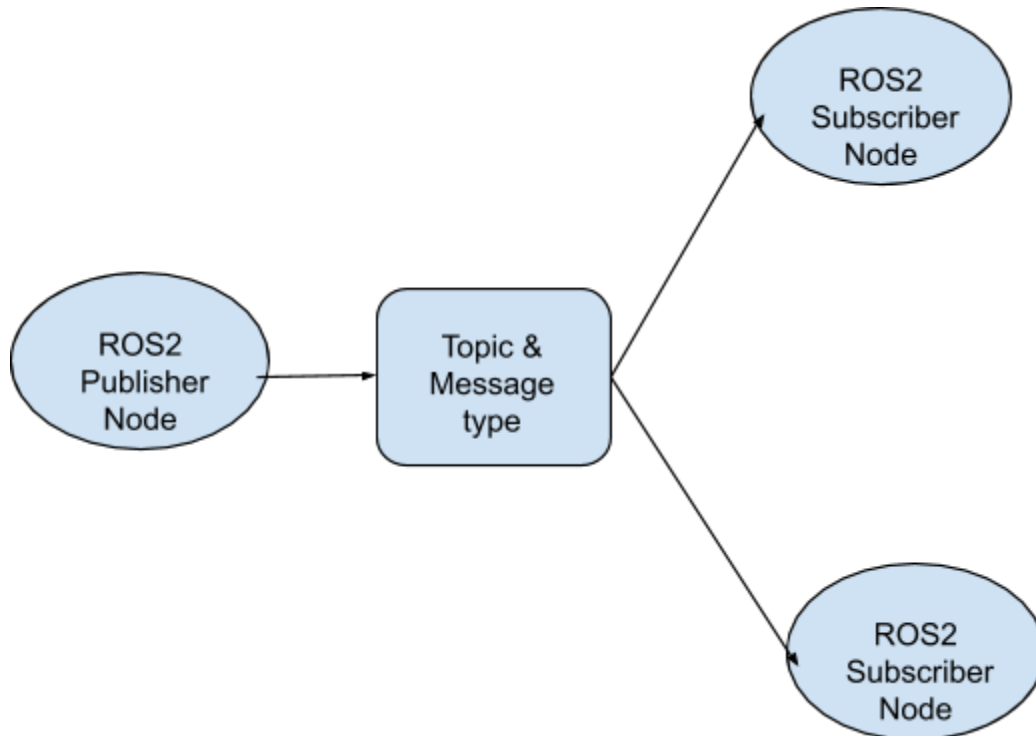 ROS2
Subscriber
Node
ROS2
Publisher
Node
Topic &
Message
type
ROS2
Subscriber
Node